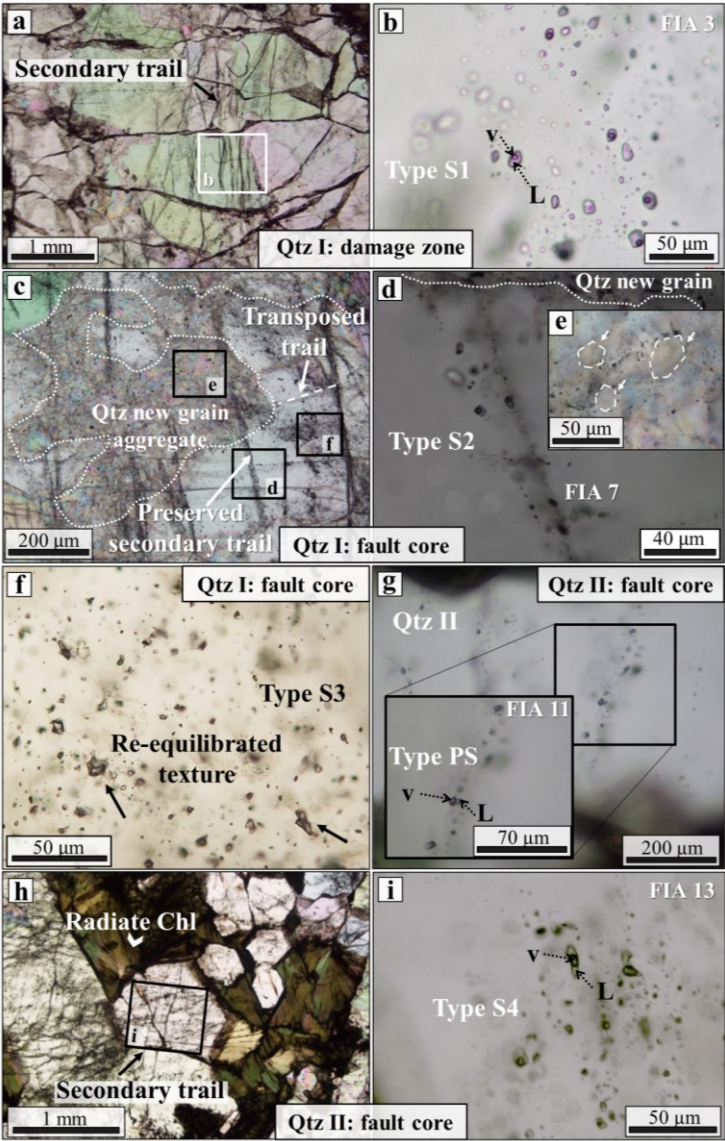 a
Secondary trail
b
1 mm
Qtz I: damage zone
b
FIA 3
v
Type S1
L
50 µm
c
Transposed
trail
e
Qtz new grain
aggregate
f
d
Preserved
secondary trail
200 µm
Qtz I: fault core
d
Qtz new grain
e
50 µm
Type S2
FIA 7
40 µm
f
Qtz I: fault core
Type S3
Re-equilibrated
texture
50 µm
g
Qtz II: fault core
Qtz II
FIA 11
Type PS
v
L
70 µm
200 µm
h
Radiate Chl
i
Secondary trail
1 mm
Qtz II: fault core
i
FIA 13
v
L
Type S4
50 µm